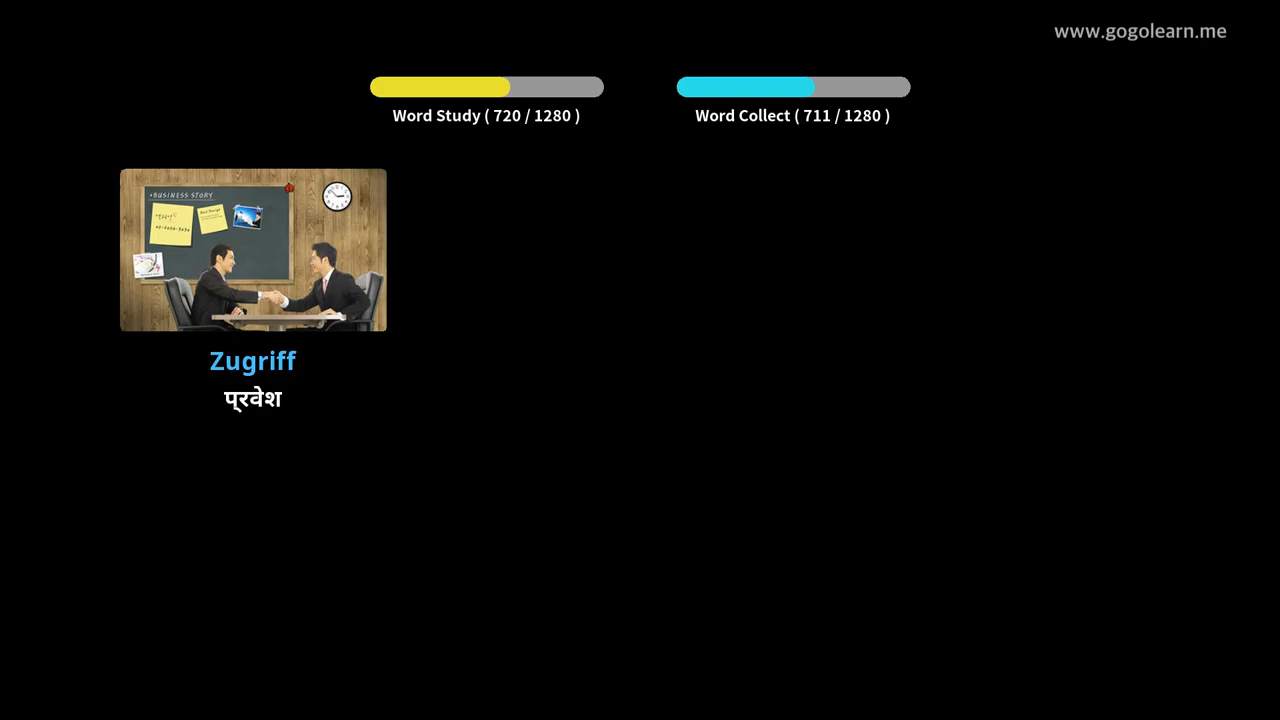 www.gogolearn.me
Word Study ( 720 / 1280 )
Word Collect ( 711 / 1280 )
BUSINESS STORY
Zugriff
प्रवेश